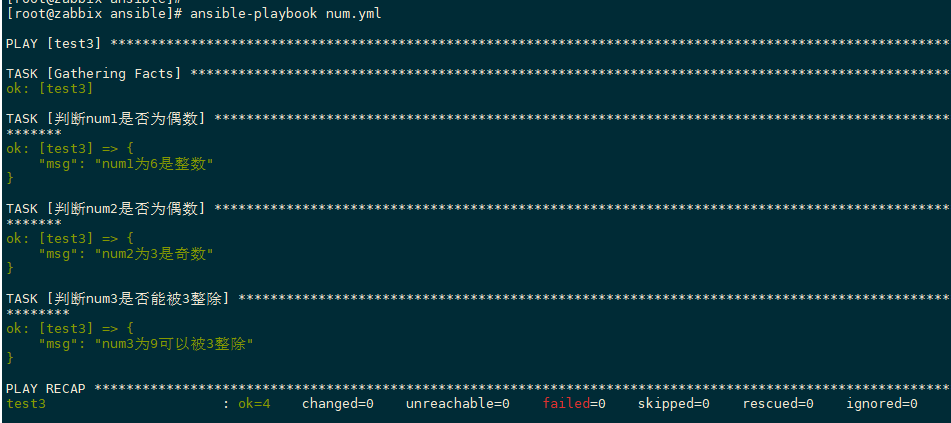 [root@zabbix ansible]#
[root@zabbix ansible]# ansible-playbook num.yml
PLAY [test3] *********************************************************************************************************
TASK [Gathering Facts] ***********************************************************************************************
ok: [test3]
TASK [判断num1是否为偶数] ********************************************************************************************
*******
ok: [test3] => {
    "msg": "num1为6是整数"
}
TASK [判断num2是否为偶数] ********************************************************************************************
*******
ok: [test3] => {
    "msg": "num2为3是奇数"
}
TASK [判断num3是否能被3整除] *****************************************************************************************
********
ok: [test3] => {
    "msg": "num3为9可以被3整除"
}
PLAY RECAP ***********************************************************************************************************
test3                      : ok=4    changed=0    unreachable=0    failed=0    skipped=0    rescued=0    ignored=0